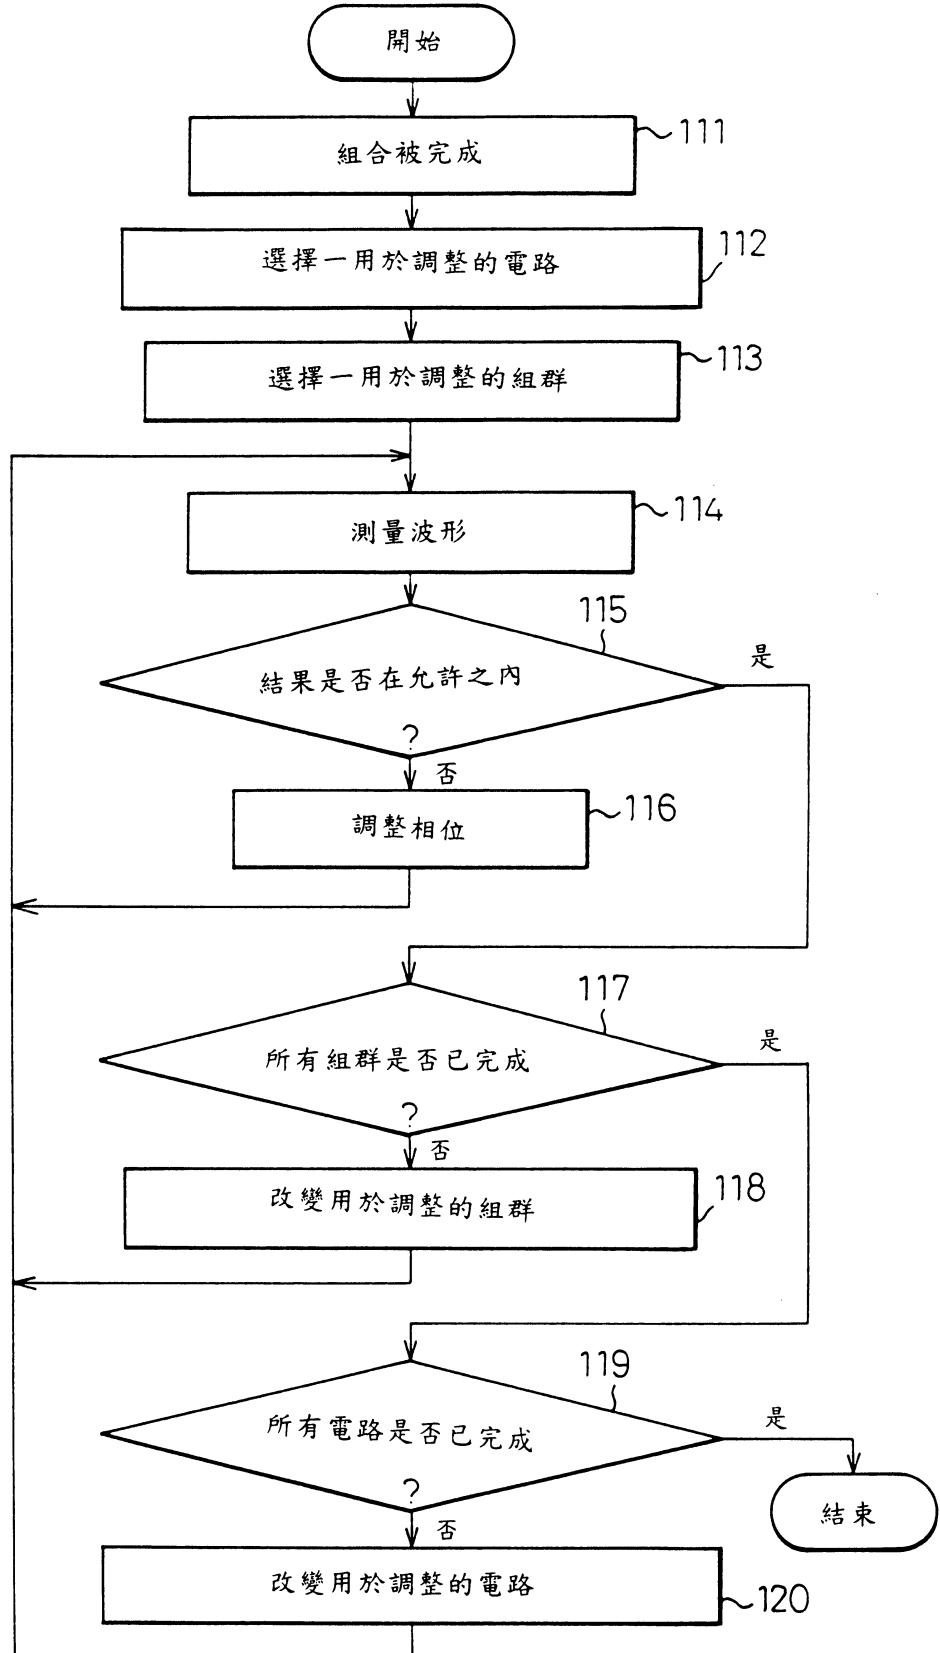 開始
組合被完成
111
選擇一用於調整的電路
112
選擇一用於調整的組群
113
測量波形
114
115
結果是否在允許之內
?
是
否
調整相位
116
117
所有組群是否已完成
?
是
否
改變用於調整的組群
118
119
所有電路是否已完成
?
是
結束
否
改變用於調整的電路
120